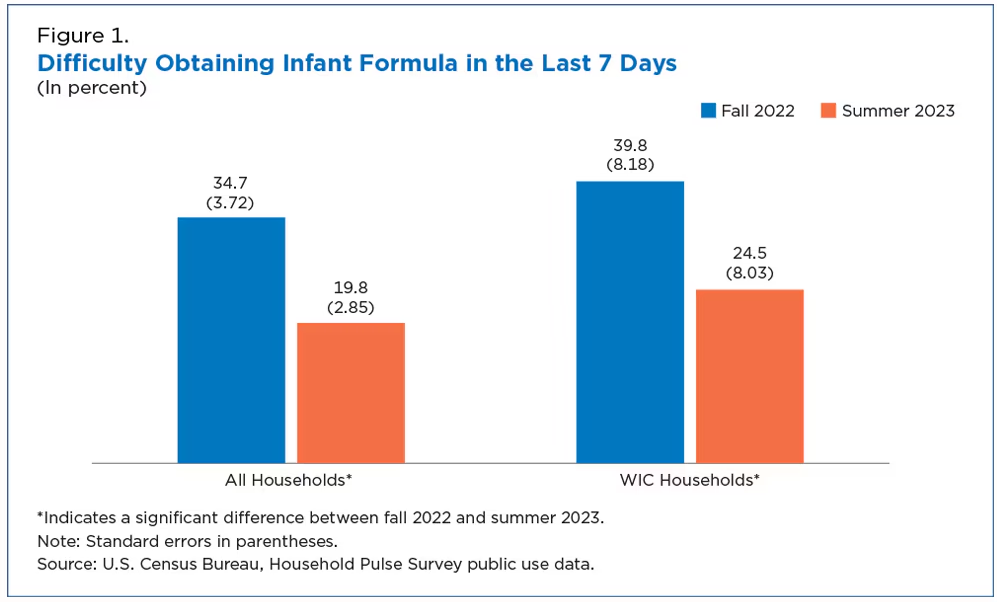 Figure 1.
Difficulty Obtaining Infant Formula in the Last 7 Days
(In percent)
Fall 2022
Summer 2023
34.7
(3.72)
19.8
(2.85)
39.8
(8.18)
24.5
(8.03)
All Households*
WIC Households*
*Indicates a significant difference between fall 2022 and summer 2023.
Note: Standard errors in parentheses.
Source: U.S. Census Bureau, Household Pulse Survey public use data.